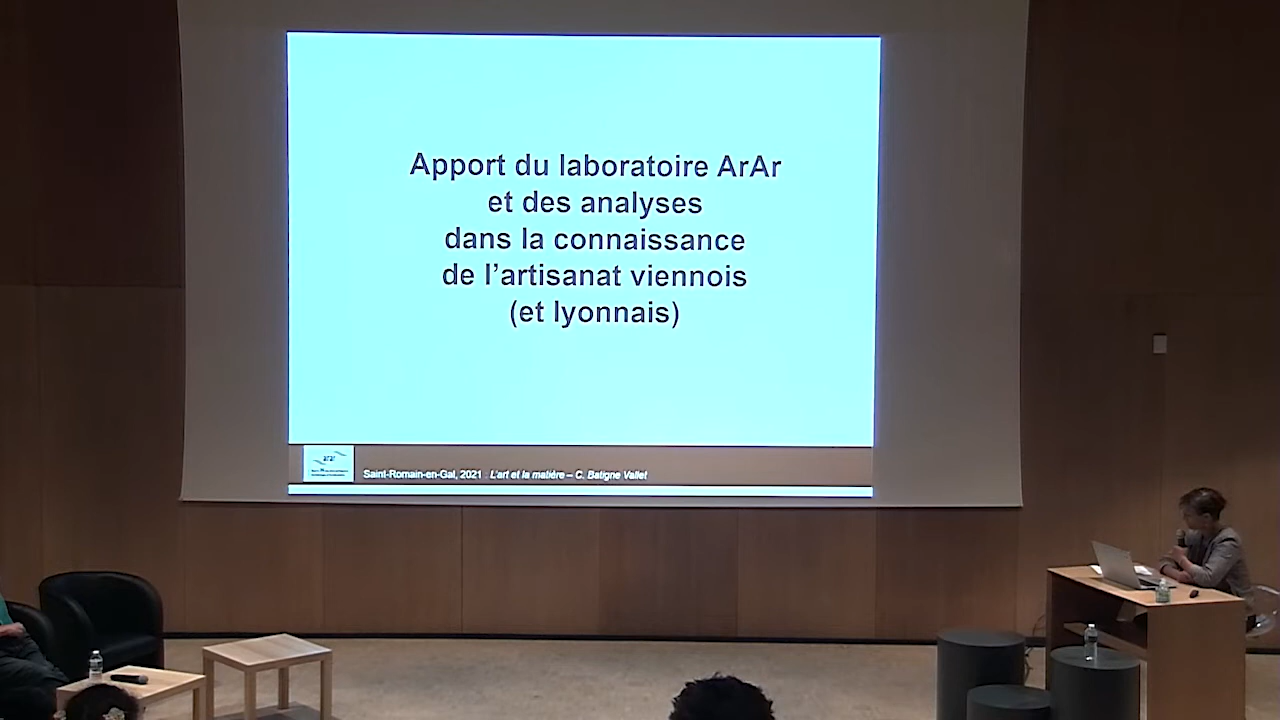 Apport du laboratoire ArAr
et des analyses
dans la connaissance
de l'artisanat viennois
(et lyonnais)
arar
Saint-Romain-en-Gal, 2021 L'art et la matière – C. Batigne Vallet